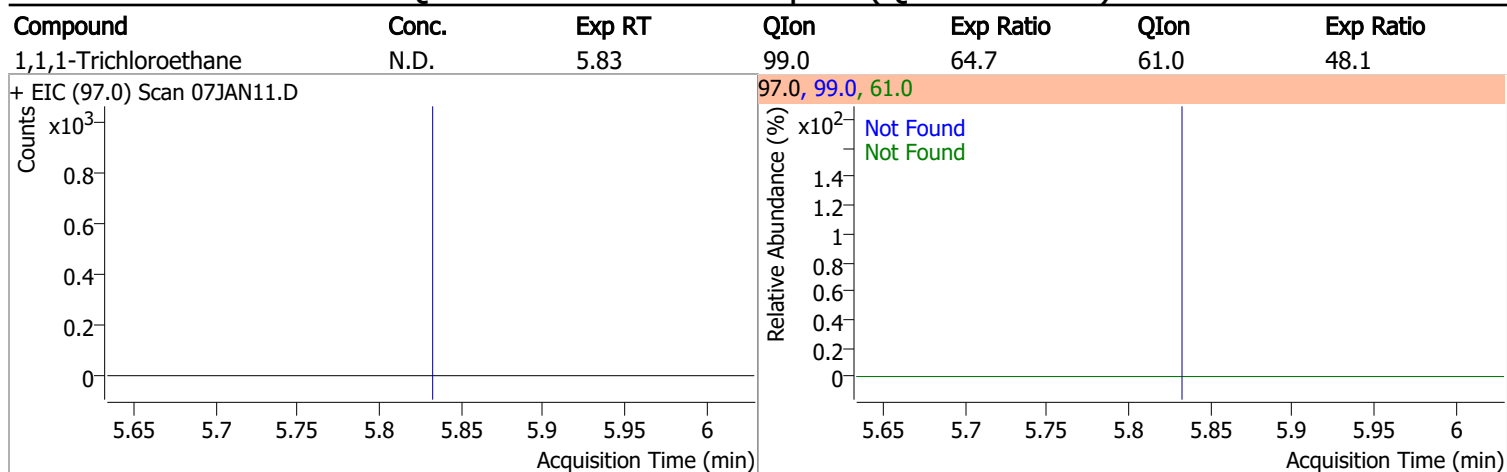 Compound Conc. Exp RT QIon Exp Ratio QIon Exp Ratio
1,1,1-Trichloroethane N.D. 5.83 99.0 64.7 61.0 48.1
+ EIC (97.0) Scan 07JAN11.D
Counts
x10³
0.8
0.6
0.4
0.2
0
5.65 5.7 5.75 5.8 5.85 5.9 5.95 6
Acquisition Time (min)
97.0, 99.0, 61.0
Relative Abundance (%)
x10²
Not Found
Not Found
1.4
1.2
1
0.8
0.6
0.4
0.2
0
5.65 5.7 5.75 5.8 5.85 5.9 5.95 6
Acquisition Time (min)